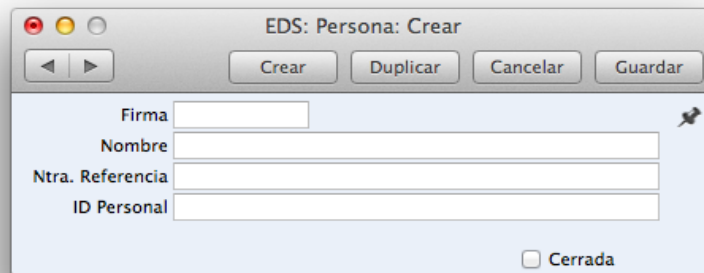 EDS: Persona: Crear
Crear Duplicar Cancelar Guardar
Firma
Nombre
Ntra. Referencia
ID Personal
Cerrada